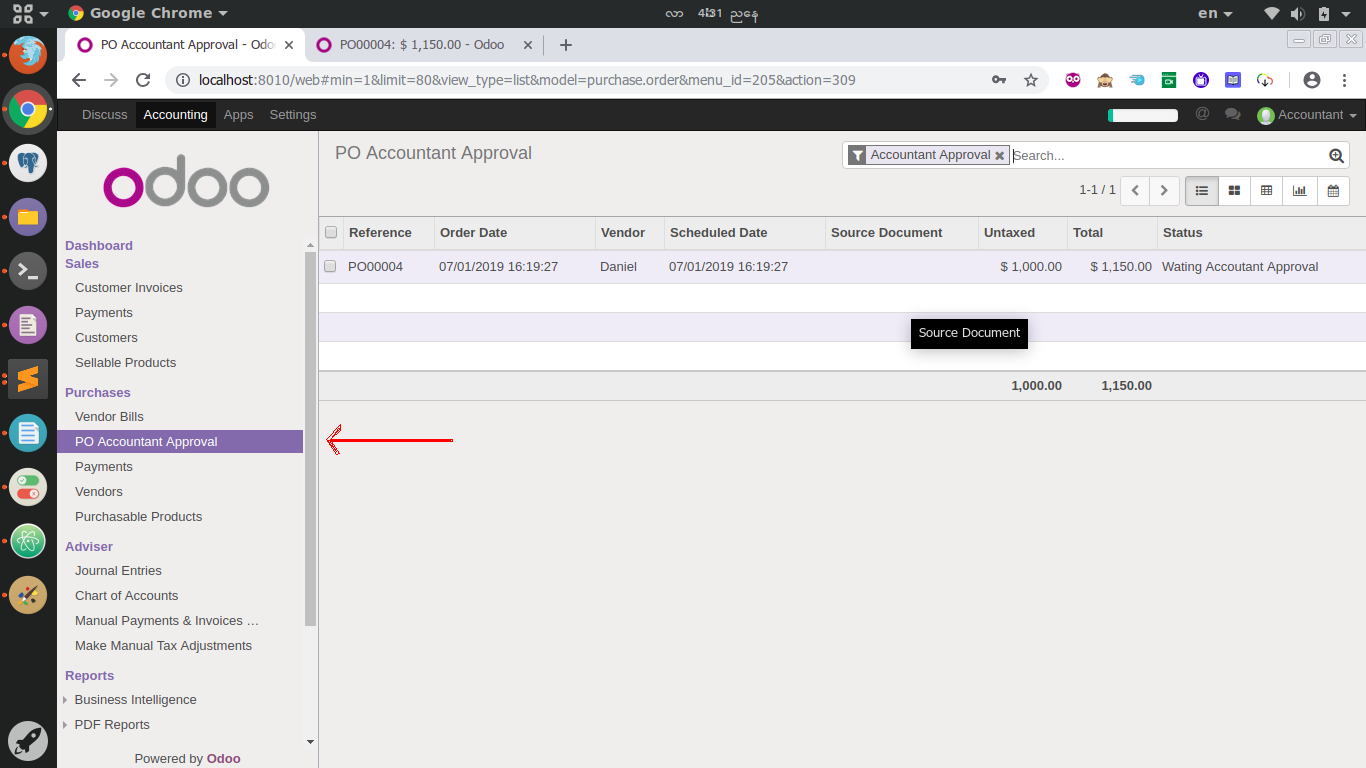 Google Chrome
လာ 4:31 ညနေ
en
PO Accountant Approval - Odo
PO00004: $ 1,150.00 - Odoo
localhost:8010/web#min=1&limit=80&view_type=list&model=purchase.order&menu_id=205&action=309
Discuss Accounting Apps Settings
@ Accountant
odoo
PO Accountant Approval
Accountant Approval
Search...
1-1 / 1
Dashboard
Sales
Customer Invoices
Payments
Customers
Sellable Products
Purchases
Vendor Bills
PO Accountant Approval
Payments
Vendors
Purchasable Products
Adviser
Journal Entries
Chart of Accounts
Manual Payments & Invoices …
Make Manual Tax Adjustments
Reports
Business Intelligence
PDF Reports
Powered by Odoo
Reference Order Date Vendor Scheduled Date Source Document Untaxed Total Status
PO00004 07/01/2019 16:19:27 Daniel 07/01/2019 16:19:27 $ 1,000.00 $ 1,150.00 Wating Accoutant Approval
Source Document
1,000.00 1,150.00